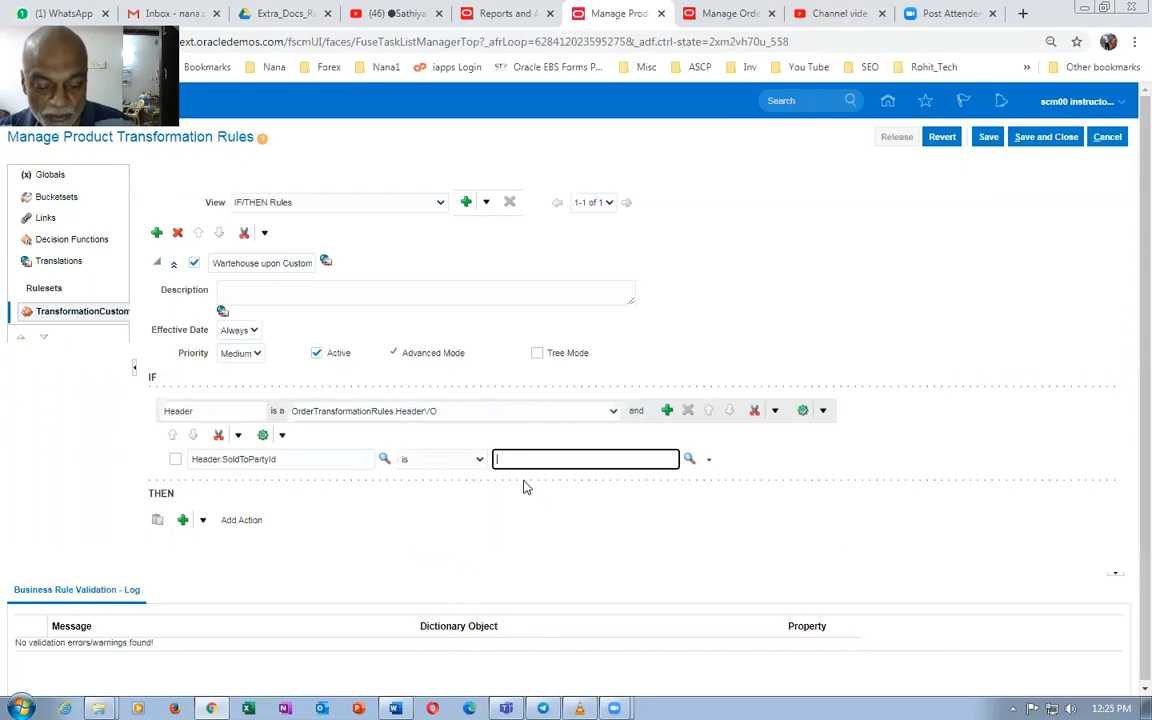 (1) WhatsApp
Inbox - nana.z
Extra_Docs_R
(40) Sathiya
Reports and A
Manage Prod
Manage Orde
Channel vide
Post Attendee
ext.oracledemos.com/fscmUI/faces/FuseTaskListManagerTop?_afrLoop=6284120235952758&_adf.ctrl-state=2xm2vh70u_558
Bookmarks
Nana
Forex
Nana1
iapps Login
Oracle EBS Forms P...
Misc
ASCP
Inv
You Tube
SEO
Rohit_Tech
»
Other bookmarks
Search
scm00 instructo...
Manage Product Transformation Rules
Release
Revert
Save
Save and Close
Cancel
(x) Globals
Bucketsets
Links
Decision Functions
Translations
Rulesets
TransformationCustom
View
IF/THEN Rules
1-1 of 1
Wartehouse upon Custom
Description
Effective Date
Always
Priority
Medium
Active
Advanced Mode
Tree Mode
IF
Header
is a
OrderTransformationRules.HeaderVO
and
Header.SoldToPartyId
is
THEN
Add Action
Business Rule Validation - Log
Message
Dictionary Object
Property
No validation errors/warnings found!
12:25 PM